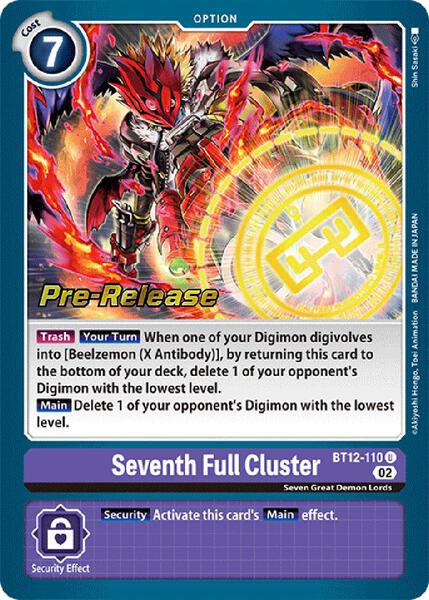 OPTION
Cost
7
Shin Sasaki
Pre-Release
©Akiyoshi Hongo, Toei Animation BANDAI MADE IN JAPAN
Trash Your Turn When one of your Digimon digivolves
into [Beelzemon (X Antibody)], by returning this card to
the bottom of your deck, delete 1 of your opponent's
Digimon with the lowest level.
Main Delete 1 of your opponent's Digimon with the lowest
level.
Seventh Full Cluster BT12-110 U
02
Seven Great Demon Lords
Security Activate this card's Main effect.
Security Effect